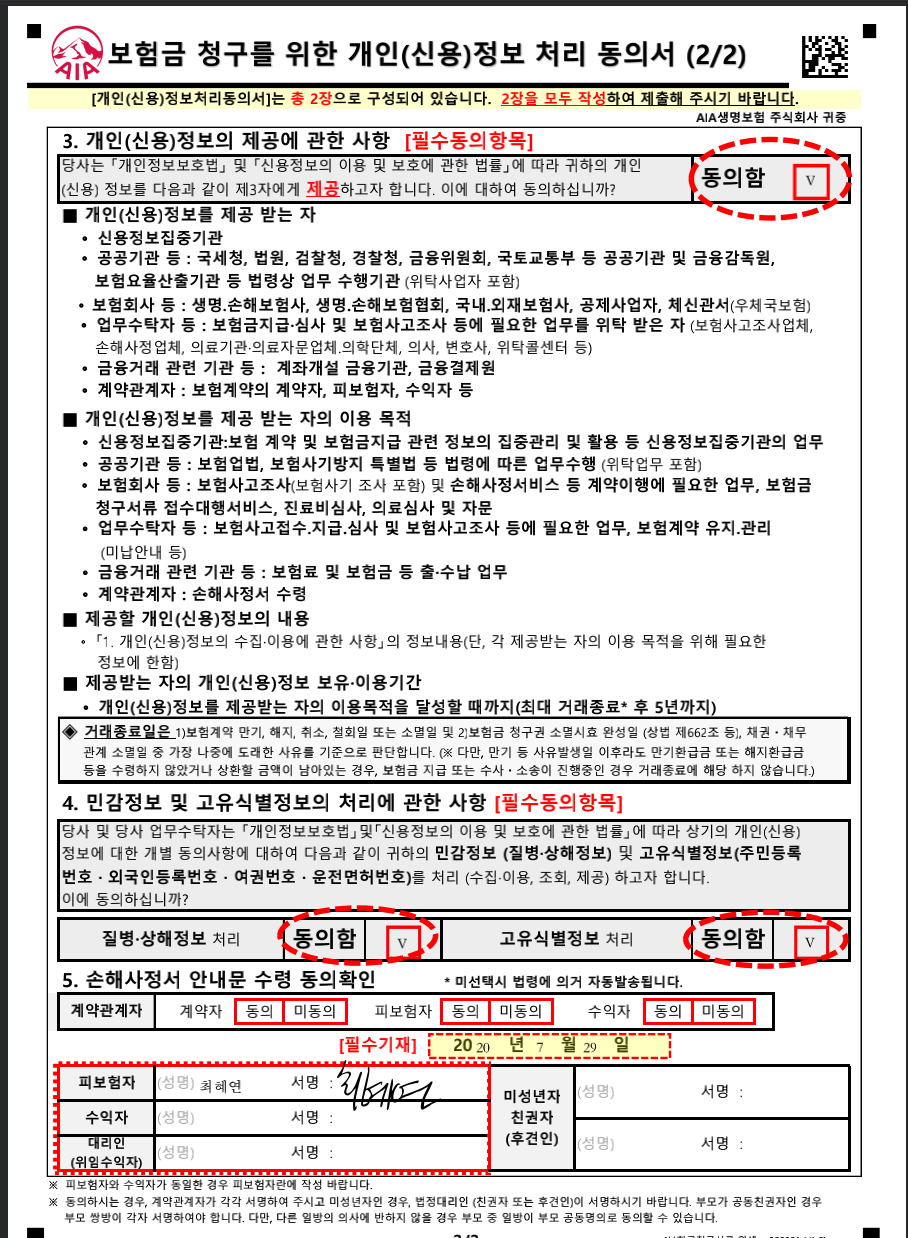 AIA 보험금 청구를 위한 개인(신용)정보 처리 동의서 (2/2)
[개인(신용)정보처리동의서]는 총 2장으로 구성되어 있습니다. 2장을 모두 작성하여 제출해 주시기 바랍니다.
AIA생명보험 주식회사 귀중
3. 개인(신용)정보의 제공에 관한 사항 [필수동의항목]
당사는 「개인정보보호법」 및 「신용정보의 이용 및 보호에 관한 법률」에 따라 귀하의 개인
(신용) 정보를 다음과 같이 제3자에게 제공하고자 합니다. 이에 대하여 동의하십니까?
동의함 V
■ 개인(신용)정보를 제공 받는 자
• 신용정보집중기관
• 공공기관 등 : 국세청, 법원, 검찰청, 경찰청, 금융위원회, 국토교통부 등 공공기관 및 금융감독원,
보험요율산출기관 등 법령상 업무 수행기관 (위탁사업자 포함)
• 보험회사 등 : 생명.손해보험사, 생명.손해보험협회, 국내.외재보험사, 공제사업자, 체신관서(우체국보험)
• 업무수탁자 등 : 보험금지급·심사 및 보험사고조사 등에 필요한 업무를 위탁 받은 자 (보험사고조사업체,
손해사정업체, 의료기관·의료자문업체.의학단체, 의사, 변호사, 위탁콜센터 등)
• 금융거래 관련 기관 등 : 계좌개설 금융기관, 금융결제원
• 계약관계자 : 보험계약의 계약자, 피보험자, 수익자 등
■ 개인(신용)정보를 제공 받는 자의 이용 목적
• 신용정보집중기관:보험 계약 및 보험금지급 관련 정보의 집중관리 및 활용 등 신용정보집중기관의 업무
• 공공기관 등 : 보험업법, 보험사기방지 특별법 등 법령에 따른 업무수행 (위탁업무 포함)
• 보험회사 등 : 보험사고조사(보험사기 조사 포함) 및 손해사정서비스 등 계약이행에 필요한 업무, 보험금
청구서류 접수대행서비스, 진료비심사, 의료심사 및 자문
• 업무수탁자 등 : 보험사고접수.지급.심사 및 보험사고조사 등에 필요한 업무, 보험계약 유지.관리
(미납안내 등)
• 금융거래 관련 기관 등 : 보험료 및 보험금 등 출·수납 업무
• 계약관계자 : 손해사정서 수령
■ 제공할 개인(신용)정보의 내용
◦ 「1. 개인(신용)정보의 수집·이용에 관한 사항」의 정보내용(단, 각 제공받는 자의 이용 목적을 위해 필요한
정보에 한함)
■ 제공받는 자의 개인(신용)정보 보유·이용기간
• 개인(신용)정보를 제공받는 자의 이용목적을 달성할 때까지(최대 거래종료* 후 5년까지)
◈ 거래종료일은 1)보험계약 만기, 해지, 취소, 철회일 또는 소멸일 및 2)보험금 청구권 소멸시효 완성일 (상법 제662조 등), 채권·채무
관계 소멸일 중 가장 나중에 도래한 사유를 기준으로 판단합니다. (※ 다만, 만기 등 사유발생일 이후라도 만기환급금 또는 해지환급금
등을 수령하지 않았거나 상환할 금액이 남아있는 경우, 보험금 지급 또는 수사·소송이 진행중인 경우 거래종료에 해당 하지 않습니다.)
4. 민감정보 및 고유식별정보의 처리에 관한 사항 [필수동의항목]
당사 및 당사 업무수탁자는 「개인정보보호법」및「신용정보의 이용 및 보호에 관한 법률」에 따라 상기의 개인(신용)
정보에 대한 개별 동의사항에 대하여 다음과 같이 귀하의 민감정보 (질병·상해정보) 및 고유식별정보(주민등록
번호 · 외국인등록번호 · 여권번호 · 운전면허번호)를 처리 (수집·이용, 조회, 제공) 하고자 합니다.
이에 동의하십니까?
질병·상해정보 처리 동의함 V 고유식별정보 처리 동의함 V
5. 손해사정서 안내문 수령 동의확인 * 미선택시 법령에 의거 자동발송됩니다.
계약관계자 계약자 동의 미동의 피보험자 동의 미동의 수익자 동의 미동의
[필수기재] 20 20 년 7 월 29 일
피보험자 (성명) 최혜연 서명 : 최혜연
수익자 (성명) 서명 :
대리인
(위임수익자) (성명) 서명 :
미성년자
친권자
(후견인)
(성명) 서명 :
(성명) 서명 :
※ 피보험자와 수익자가 동일한 경우 피보험자란에 작성 바랍니다.
※ 동의하시는 경우, 계약관계자가 각각 서명하여 주시고 미성년자인 경우, 법정대리인 (친권자 또는 후견인)이 서명하시기 바랍니다. 부모가 공동친권자인 경우
부모 쌍방이 각자 서명하여야 합니다. 다만, 다른 일방의 의사에 반하지 않을 경우 부모 중 일방이 부모 공동명의로 동의할 수 있습니다.
2/2